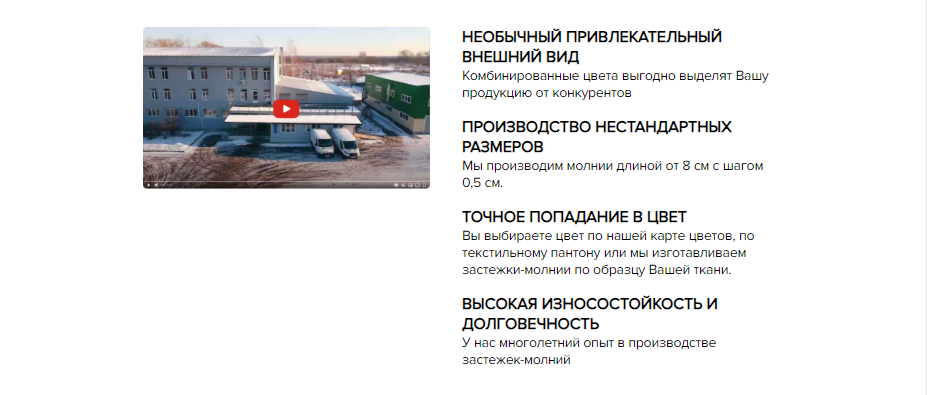 НЕОБЫЧНЫЙ ПРИВЛЕКАТЕЛЬНЫЙ
ВНЕШНИЙ ВИД
Комбинированные цвета выгодно выделят Вашу
продукцию от конкурентов
ПРОИЗВОДСТВО НЕСТАНДАРТНЫХ
РАЗМЕРОВ
Мы производим молнии длиной от 8 см с шагом
0,5 см.
ТОЧНОЕ ПОПАДАНИЕ В ЦВЕТ
Вы выбираете цвет по нашей карте цветов, по
текстильному пантону или мы изготавливаем
застежки-молнии по образцу Вашей ткани.
ВЫСОКАЯ ИЗНОСОСТОЙКОСТЬ И
ДОЛГОВЕЧНОСТЬ
У нас многолетний опыт в производстве
застежек-молний